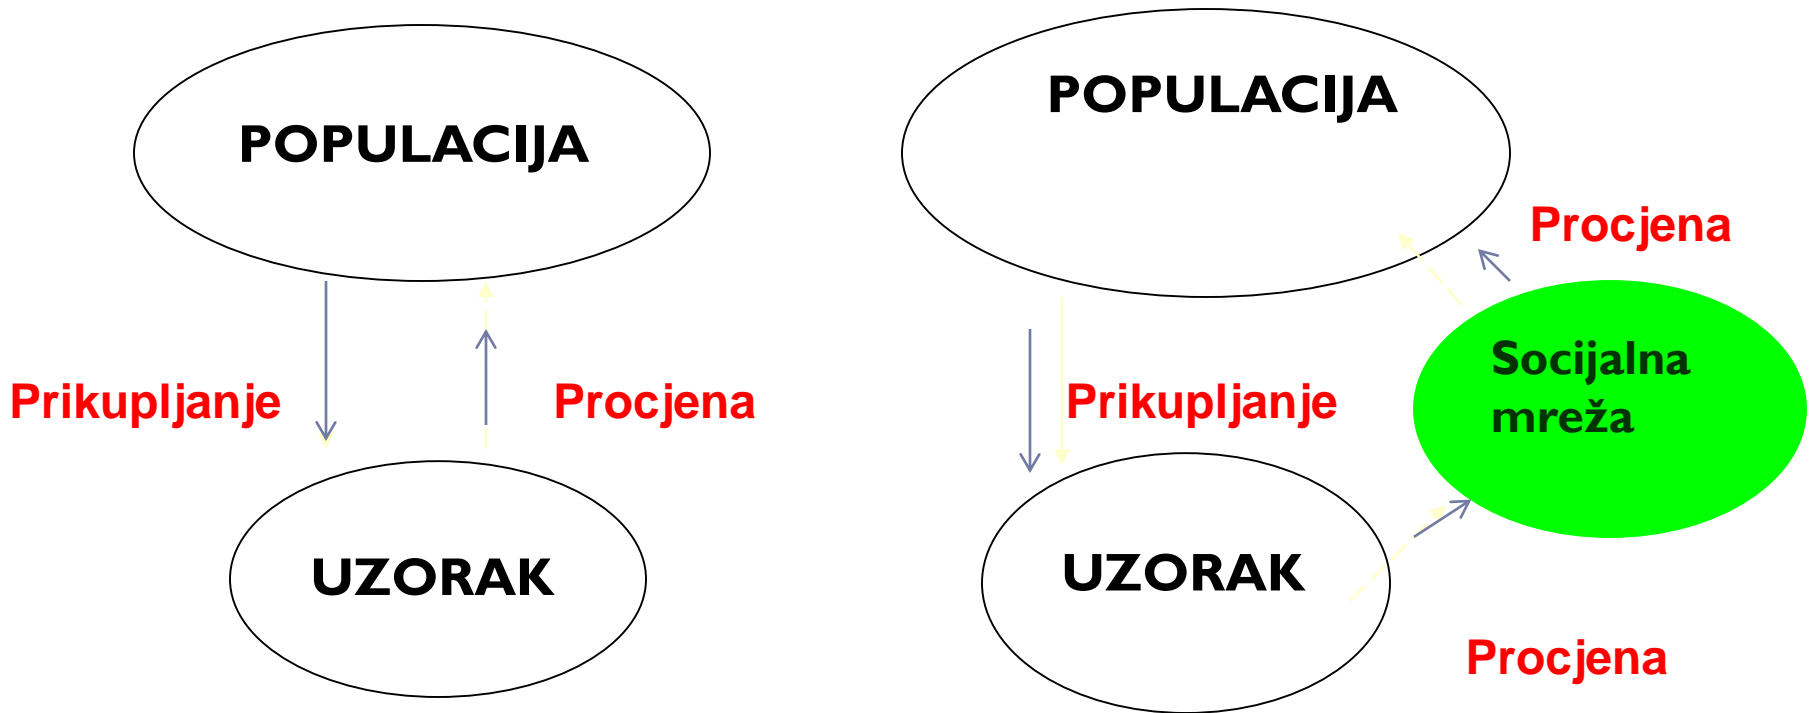 POPULACIJA
Prikupljanje
Procjena
UZORAK
POPULACIJA
Procjena
Socijalna
mreža
Prikupljanje
UZORAK
Procjena